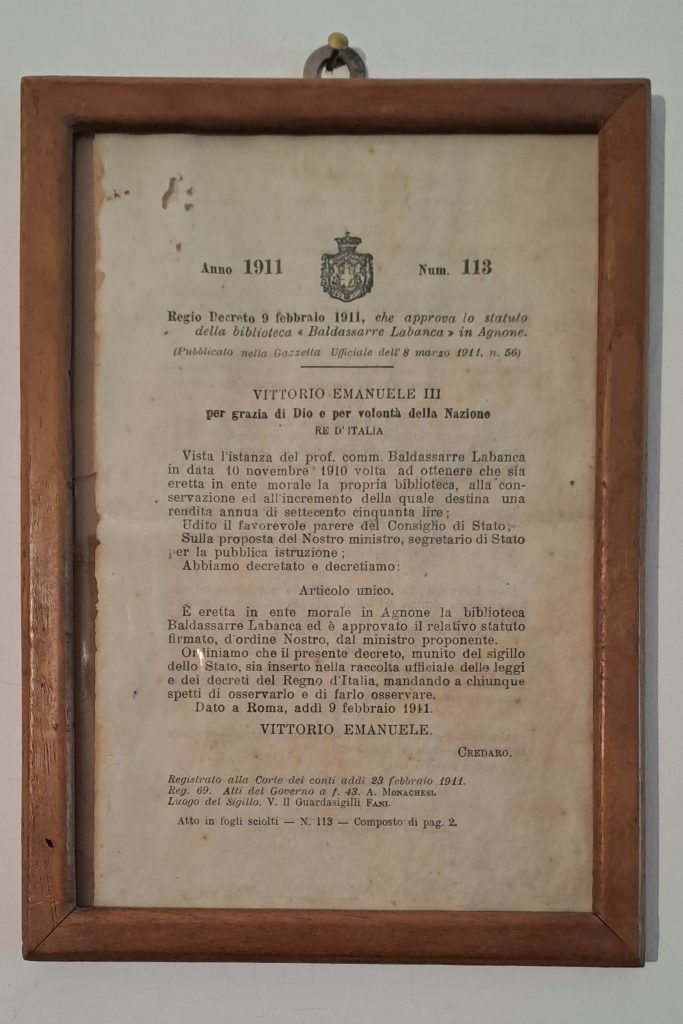 Anno 1911
Num. 113
Regio Decreto 9 febbraio 1911, che approva lo statuto
della biblioteca « Baldassarre Labanca » in Agnone.
(Pubblicato nella Gazzetta Ufficiale dell'8 marzo 1911, n. 56)
VITTORIO EMANUELE III
per grazia di Dio e per volontà della Nazione
RE D'ITALIA
Vista l'istanza del prof. comm. Baldassarre Labanca
in data 10 novembre 1910 volta ad ottenere che sia
eretta in ente morale la propria biblioteca, alla con-
servazione ed all'incremento della quale destina una
rendita annua di settecento cinquanta lire ;
Udito il favorevole parere del Consiglio di Stato;
Sulla proposta del Nostro ministro, segretario di Stato
per la pubblica istruzione ;
Abbiamo decretato e decretiamo:
Articolo unico.
È eretta in ente morale in Agnone la biblioteca
Baldassarre Labanca ed è approvato il relativo statuto
firmato, d'ordine Nostro, dal ministro proponente.
Ordiniamo che il presente decreto, munito del sigillo
dello Stato, sia inserto nella raccolta ufficiale delle leggi
e dei decreti del Regno d'Italia, mandando a chiunque
spetti di osservarlo e di farlo osservare.
Dato a Roma, addì 9 febbraio 1911.
VITTORIO EMANUELE.
CREDARO.
Registrato alla Corte dei conti addì 23 febbraio 1911.
Reg. 69. Atti del Governo a f. 43. A. MONACHESI.
Luogo del Sigillo. V. Il Guardasigilli FANI.
Atto in fogli sciolti — N. 113 — Composto di pag. 2.